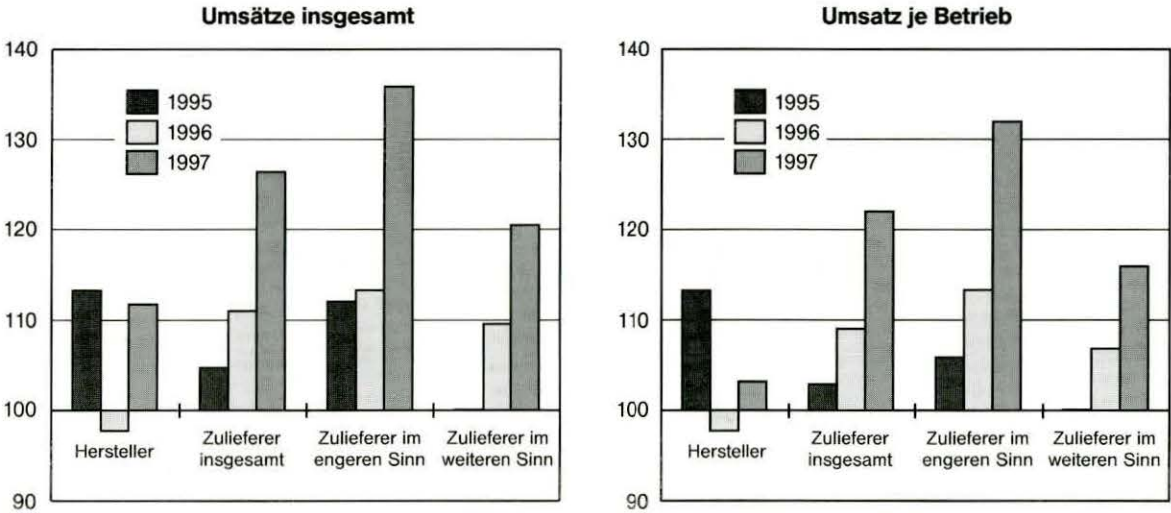 Umsätze insgesamt
140
130
120
110
100
90
1995
1996
1997
Hersteller
Zulieferer
insgesamt
Zulieferer im
engeren Sinn
Zulieferer im
weiteren Sinn
Umsatz je Betrieb
140
130
120
110
100
90
1995
1996
1997
Hersteller
Zulieferer
insgesamt
Zulieferer im
engeren Sinn
Zulieferer im
weiteren Sinn